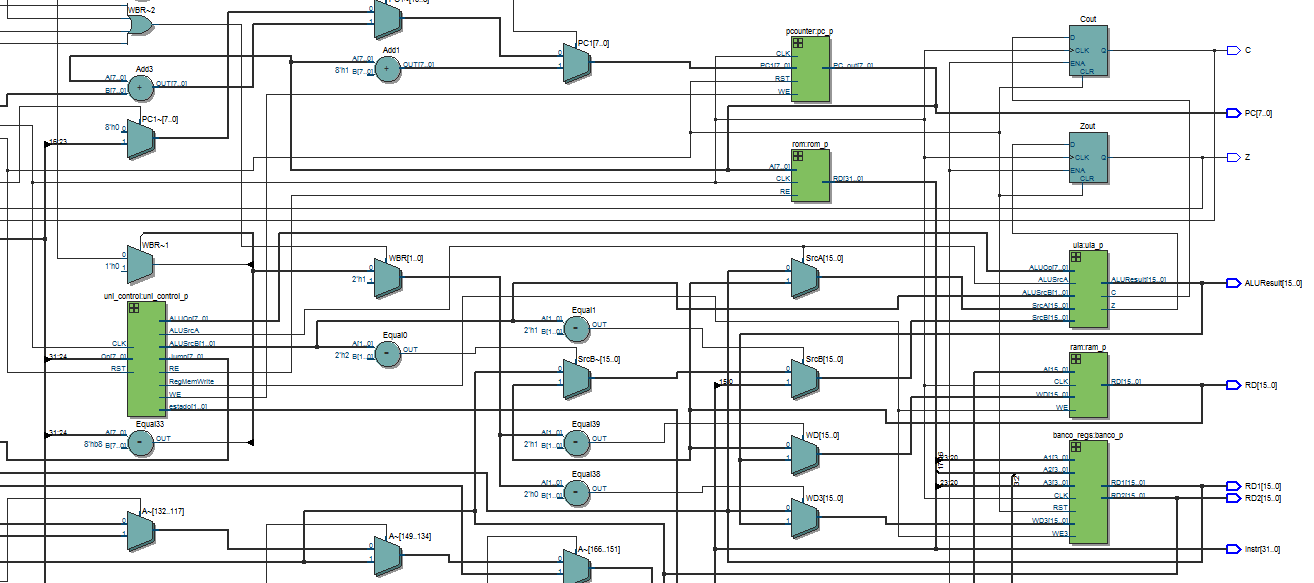 WBR~2
PC1~[15..8]
Cout
D
CLK
Q
ENA
CLR
C
pcounter:pc_p
CLK
PC1[7..0]
RST
WE
PC_out[7..0]
PC1[7..0]
0
1
Add1
A[7..0]
8'h1 B[7..0]
+
OUT[7..0]
Add3
A[7..0]
B[7..0]
+
OUT[7..0]
PC[7..0]
PC1~[7..0]
8'h0 0
1
16:23
Zout
D
CLK
Q
ENA
CLR
Z
rom:rom_p
A[7..0]
CLK
RE
RD[31..0]
WBR~1
0
1'h0 1
WBR[1..0]
0
2'h1 1
SrcA[15..0]
0
1
ula:ula_p
ALUOp[7..0]
ALUSrcA
ALUSrcB[1..0]
SrcA[15..0]
SrcB[15..0]
ALUResult[15..0]
C
Z
ALUResult[15..0]
uni_control:uni_control_p
CLK
Op[7..0]
RST
31:24
ALUOp[7..0]
ALUSrcA
ALUSrcB[1..0]
Jump[7..0]
RE
RegMemWrite
WE
estado[1..0]
Equal0
A[1..0]
2'h2 B[1..0]
=
OUT
Equal1
A[1..0]
2'h1 B[1..0]
=
OUT
SrcB~[15..0]
0
1
SrcB[15..0]
0
1
15:0
ram:ram_p
A[15..0]
CLK
WD[15..0]
WE
RD[15..0]
RD[15..0]
Equal33
31:24
A[7..0]
8'hb8 B[7..0]
=
OUT
Equal39
A[1..0]
2'h1 B[1..0]
=
OUT
WD[15..0]
0
1
banco_regs:banco_p
A1[3..0]
A2[3..0]
A3[3..0]
CLK
RST
WD3[15..0]
WE3
23:20
23:20
RD1[15..0]
RD2[15..0]
RD1[15..0]
RD2[15..0]
Equal38
A[1..0]
2'h0 B[1..0]
=
OUT
WD3[15..0]
0
1
A~[132..117]
0
1
A~[149..134]
0
1
A~[166..151]
0
1
Instr[31..0]